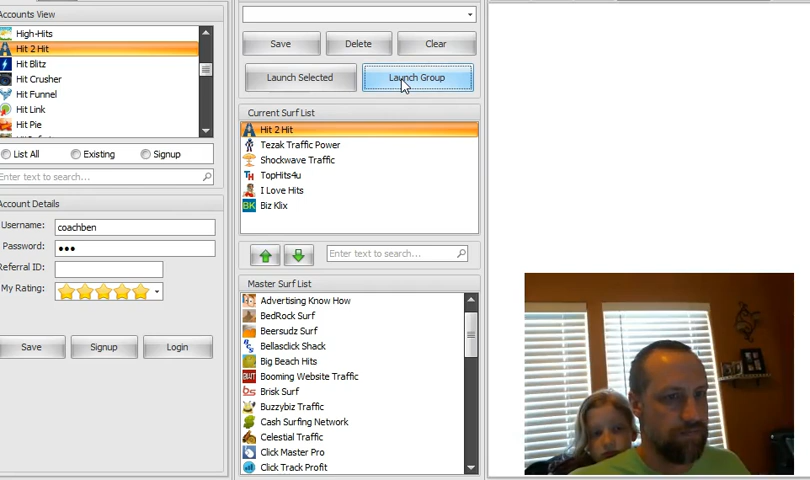 Accounts View
High-Hits
Hit 2 Hit
Hit Blitz
Hit Crusher
Hit Funnel
Hit Link
Hit Pie
List All Existing Signup
Enter text to search...
Account Details
Username: coachben
Password: •••
Referral ID:
My Rating:
Save Signup Login
Save Delete Clear
Launch Selected Launch Group
Current Surf List
Hit 2 Hit
Tezak Traffic Power
Shockwave Traffic
TH TopHits4u
I Love Hits
BK Biz Klix
Enter text to search...
Master Surf List
Advertising Know How
BedRock Surf
Beersudz Surf
Bellasclick Shack
Big Beach Hits
Booming Website Traffic
bs Brisk Surf
Buzzybiz Traffic
Cash Surfing Network
Celestial Traffic
Click Master Pro
Click Track Profit